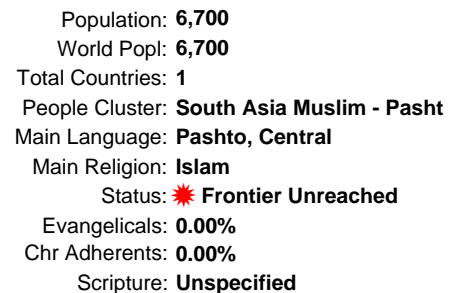 Population: 6,700
World Popl: 6,700
Total Countries: 1
People Cluster: South Asia Muslim - Pasht
Main Language: Pashto, Central
Main Religion: Islam
Status: Frontier Unreached
Evangelicals: 0.00%
Chr Adherents: 0.00%
Scripture: Unspecified